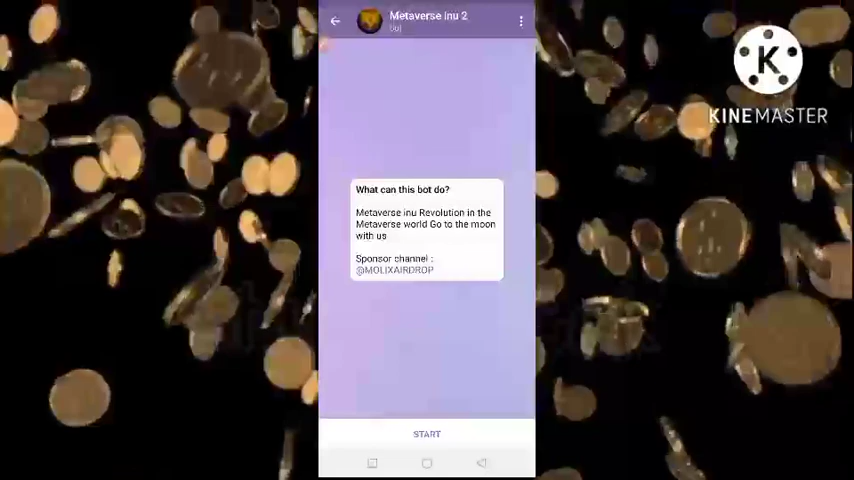 Metaverse Inu 2
bot
What can this bot do?
Metaverse inu Revolution in the
Metaverse world Go to the moon
with us
Sponsor channel :
@MOLIXAIRDROP
START
K
KINEMASTER